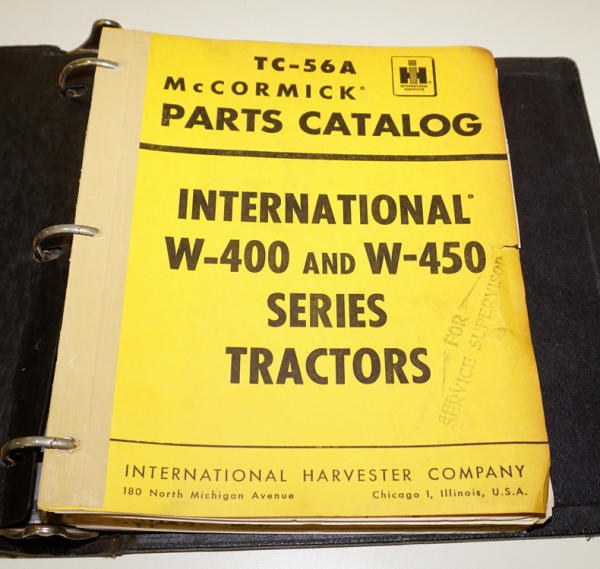 TC-56A
McCORMICK®
PARTS CATALOG
IH
INTERNATIONAL
HARVESTER
INTERNATIONAL®
W-400 AND W-450
SERIES
TRACTORS
FOR
SERVICE SUPERVISOR
INTERNATIONAL HARVESTER COMPANY
180 North Michigan Avenue Chicago 1, Illinois, U.S.A.